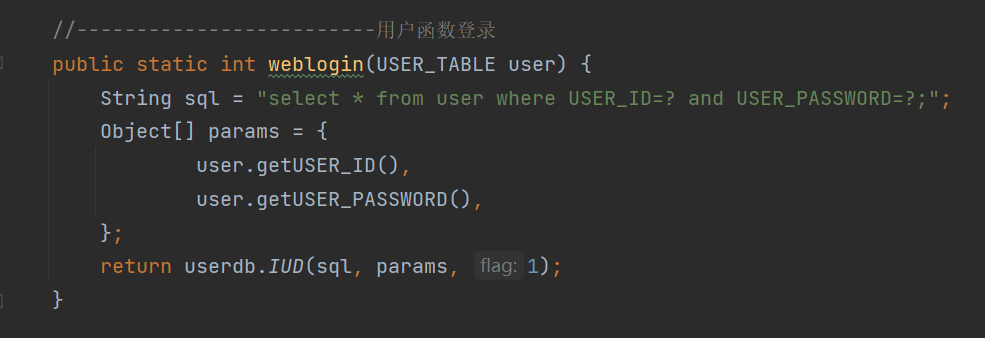 //-------------------------用户函数登录
public static int weblogin(USER_TABLE user) {
String sql = "select * from user where USER_ID=? and USER_PASSWORD=?;";
Object[] params = {
user.getUSER_ID(),
user.getUSER_PASSWORD(),
};
return userdb.IUD(sql, params, flag: 1);
}